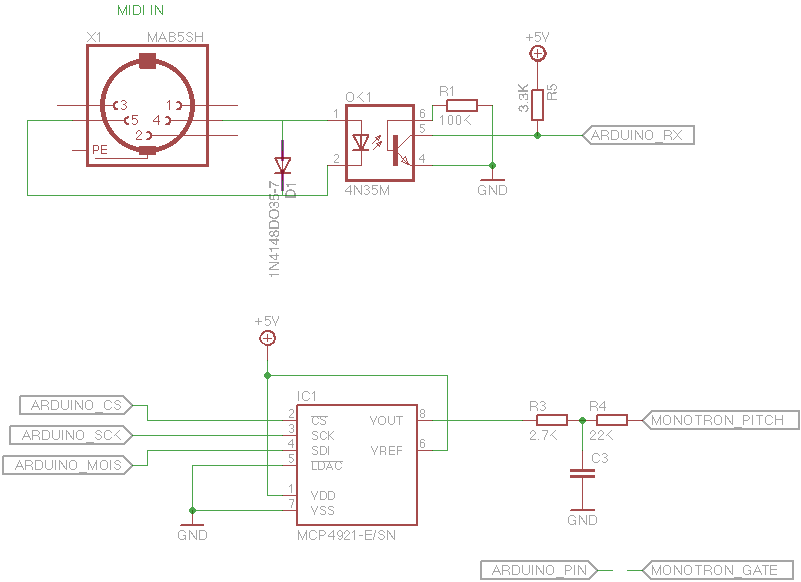 MIDI IN
X1
MAB5SH
3
1
5
4
2
PE
1N4148DO35-7
D1
OK1
1
2
6
5
4
4N35M
R1
100K
GND
+5V
3.3K
R5
ARDUINO_RX
+5V
ARDUINO_CS
ARDUINO_SCK
ARDUINO_MOIS
IC1
2
CS
3
SCK
4
SDI
5
LDAC
1
VDD
7
VSS
VOUT
8
VREF
6
MCP4921-E/SN
GND
R3
2.7K
R4
22K
MONOTRON_PITCH
C3
GND
ARDUINO_PIN
MONOTRON_GATE